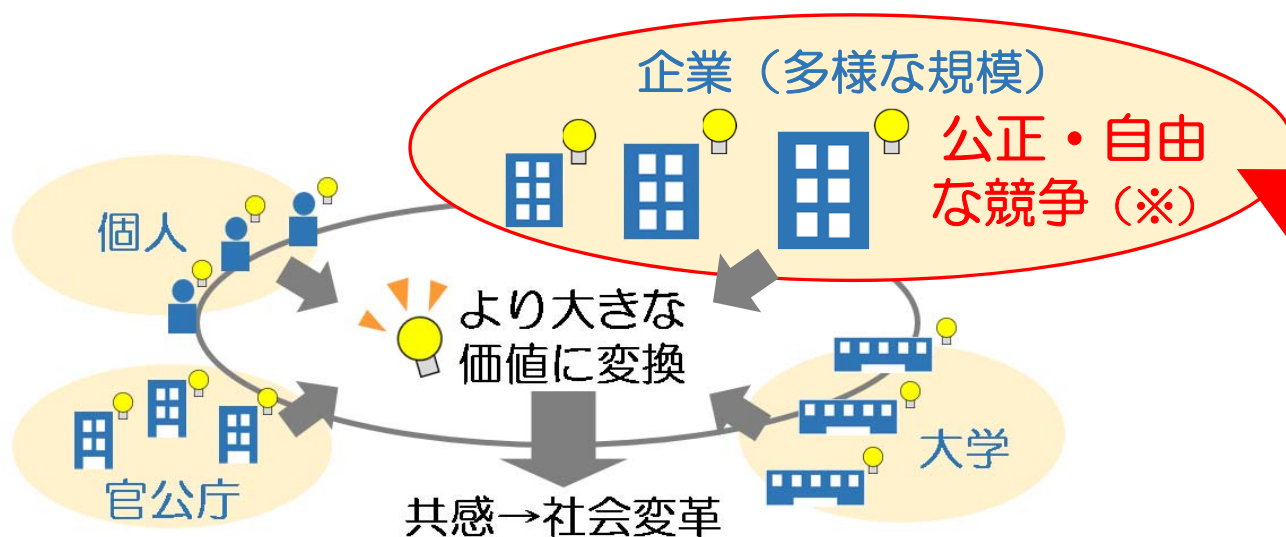 企業（多様な規模）
公正・自由
な競争（※）
個人
より大きな
価値に変換
大学
官公庁
共感→社会変革